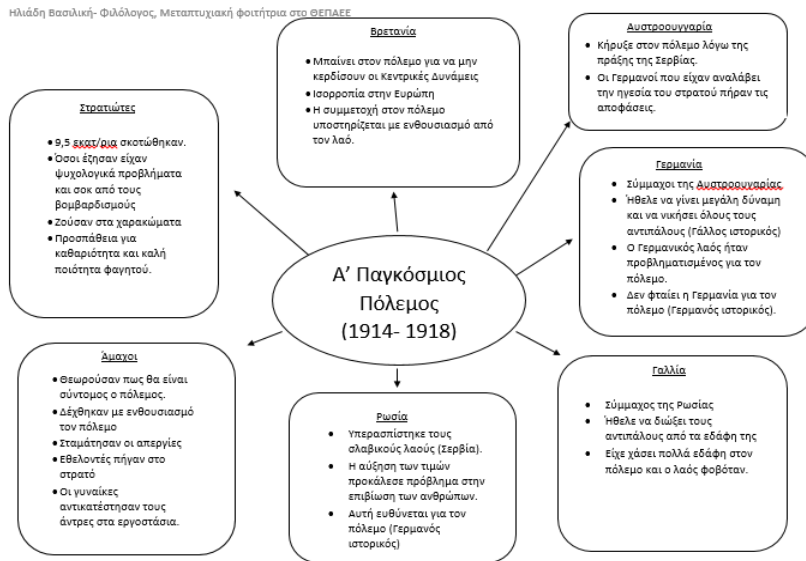 Ηλιάδη Βασιλική- Φιλόλογος, Μεταπτυχιακή φοιτήτρια στο ΘΕΠΑΕΕ
Βρετανία
• Μπαίνει στον πόλεμο για να μην
κερδίσουν οι Κεντρικές Δυνάμεις
• Ισορροπία στην Ευρώπη
• Η συμμετοχή στον πόλεμο
υποστηρίζεται με ενθουσιασμό από
τον λαό.
Αυστροουγγαρία
• Κήρυξε στον πόλεμο λόγω της
πράξης της Σερβίας.
• Οι Γερμανοί που είχαν αναλάβει
την ηγεσία του στρατού πήραν τις
αποφάσεις.
Στρατιώτες
• 9,5 εκατ/ρια σκοτώθηκαν.
• Όσοι έζησαν είχαν
ψυχολογικά προβλήματα
και σοκ από τους
βομβαρδισμούς
• Ζούσαν στα χαρακώματα
• Προσπάθεια για
καθαριότητα και καλή
ποιότητα φαγητού.
Γερμανία
• Σύμμαχοι της Αυστροουναρίας
• Ήθελε να γίνει μεγάλη δύναμη
και να νικήσει όλους τους
αντιπάλους (Γάλλος ιστορικός)
• Ο Γερμανικός λαός ήταν
προβληματισμένος για τον
πόλεμο.
• Δεν φταίει η Γερμανία για τον
πόλεμο (Γερμανός ιστορικός).
Α’ Παγκόσμιος
Πόλεμος
(1914- 1918)
Άμαχοι
• Θεωρούσαν πως θα είναι
σύντομος ο πόλεμος.
• Δέχθηκαν με ενθουσιασμό
τον πόλεμο
• Σταμάτησαν οι απεργίες
• Εθελοντές πήγαν στο
στρατό
• Οι γυναίκες
αντικατέστησαν τους
άντρες στα εργοστάσια.
Ρωσία
• Υπερασπίστηκε τους
σλαβικούς λαούς (Σερβία).
• Η αύξηση των τιμών
προκάλεσε πρόβλημα στην
επιβίωση των ανθρώπων.
• Αυτή ευθύνεται για τον
πόλεμο (Γερμανός
ιστορικός)
Γαλλία
• Σύμμαχος της Ρωσίας
• Ήθελε να διώξει τους
αντιπάλους από τα εδάφη της
• Είχε χάσει πολλά εδάφη στον
πόλεμο και ο λαός φοβόταν.